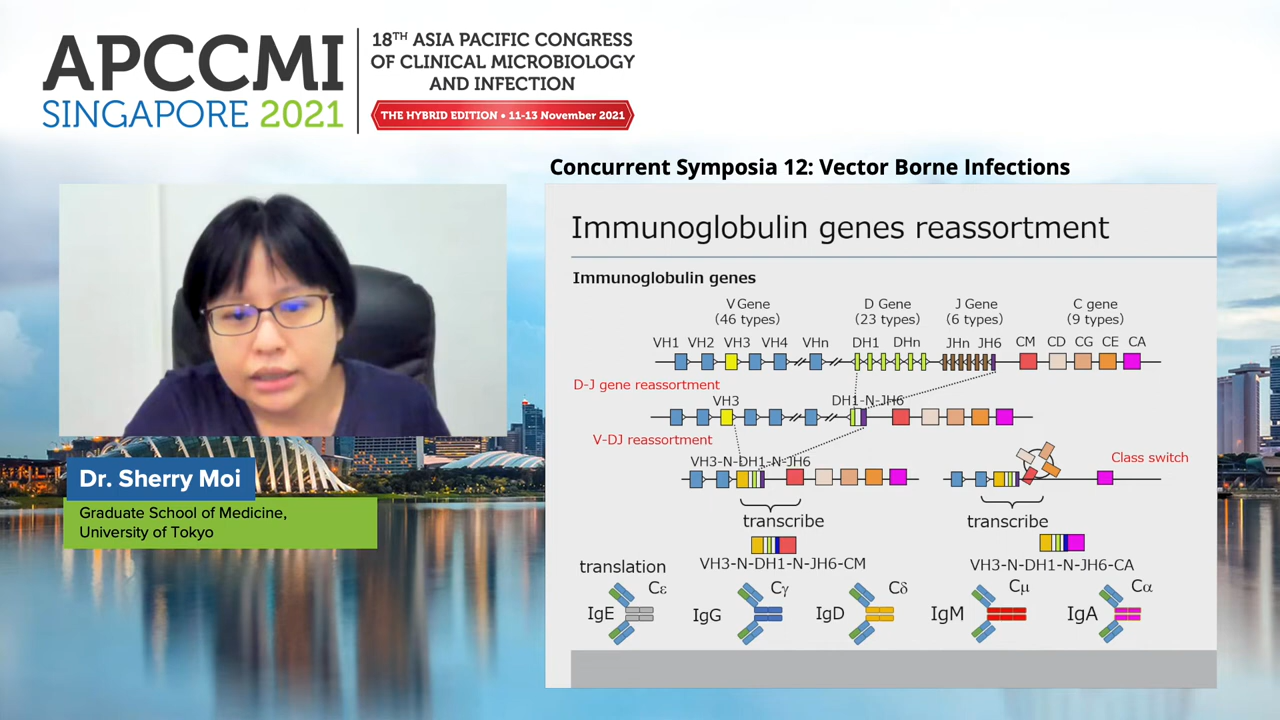 APCCMI
SINGAPORE 2021
18TH ASIA PACIFIC CONGRESS
OF CLINICAL MICROBIOLOGY
AND INFECTION
THE HYBRID EDITION • 11-13 November 2021
Concurrent Symposia 12: Vector Borne Infections
Dr. Sherry Moi
Graduate School of Medicine,
University of Tokyo
Immunoglobulin genes reassortment
Immunoglobulin genes
V Gene D Gene J Gene C gene
(46 types) (23 types) (6 types) (9 types)
VH1 VH2 VH3 VH4 VHn DH1 DHn JHn JH6 CM CD CG CE CA
D-J gene reassortment
VH3 DH1-N-JH6
V-DJ reassortment
VH3-N-DH1-N-JH6 Class switch
transcribe transcribe
VH3-N-DH1-N-JH6-CM VH3-N-DH1-N-JH6-CA
translation
Cε Cγ Cδ Cμ Cα
IgE IgG IgD IgM IgA